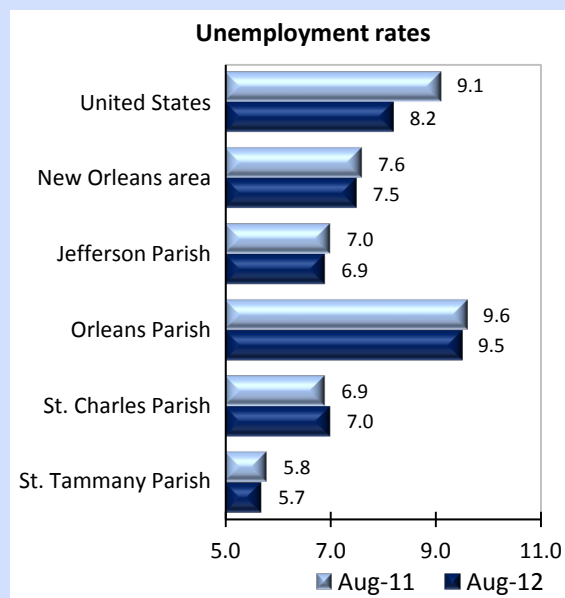 Unemployment rates
United States
9.1
8.2
New Orleans area
7.6
7.5
Jefferson Parish
7.0
6.9
Orleans Parish
9.6
9.5
St. Charles Parish
6.9
7.0
St. Tammany Parish
5.8
5.7
5.0 7.0 9.0 11.0
Aug-11 Aug-12